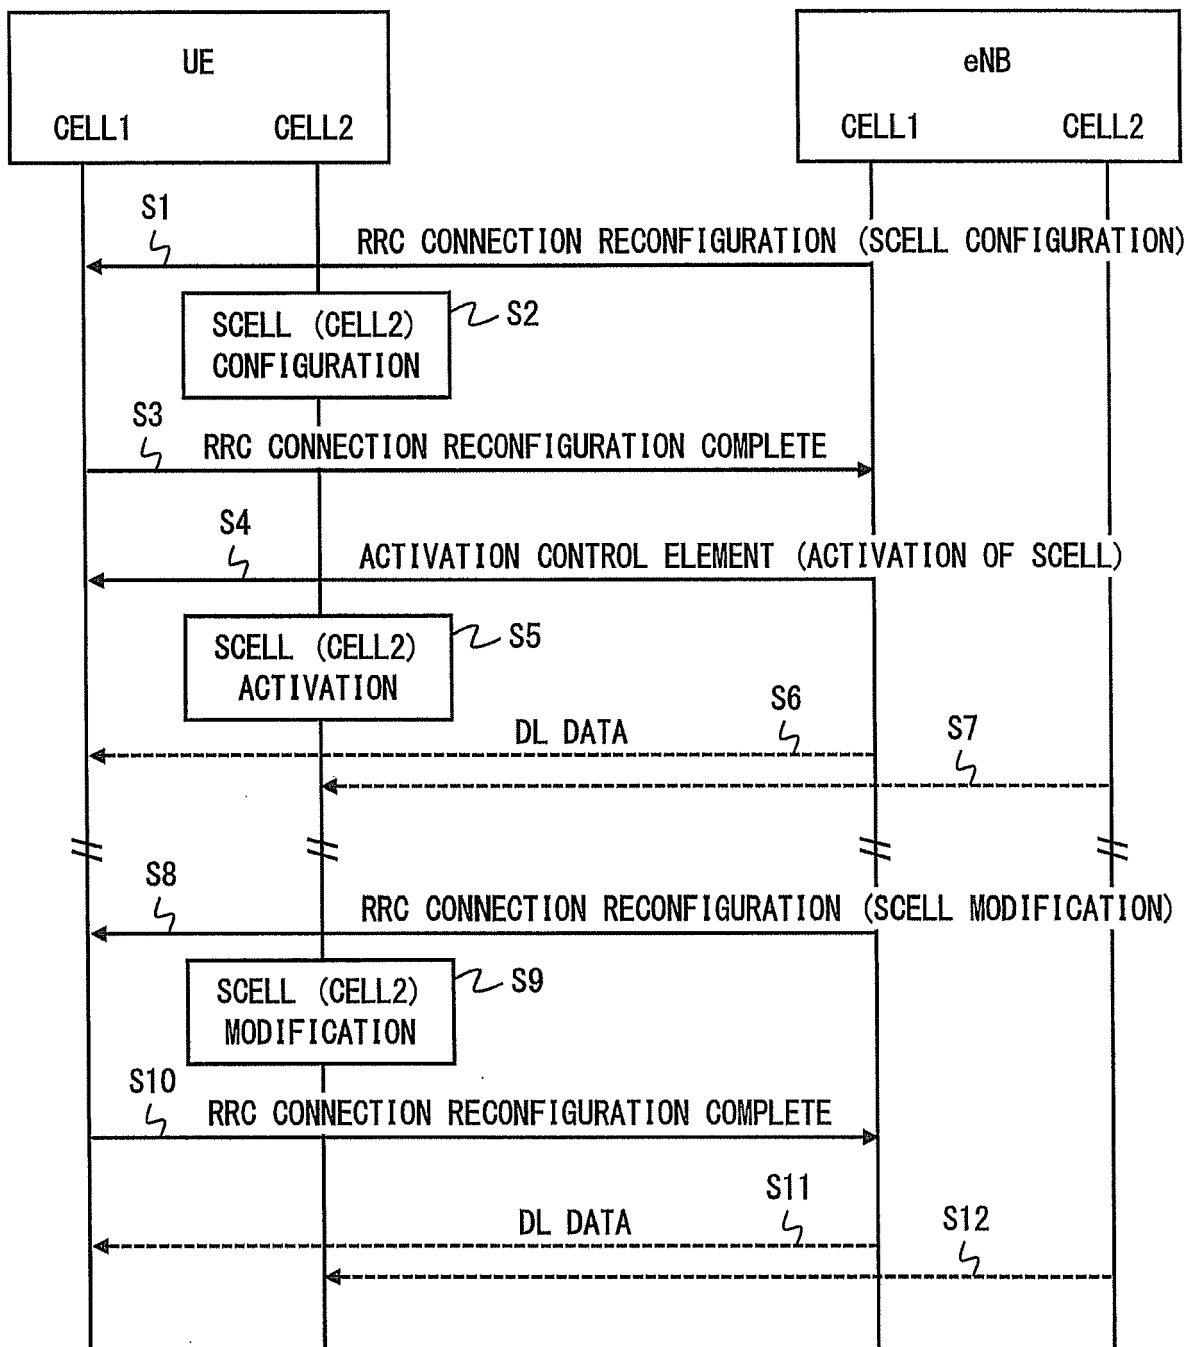 UE
eNB
CELL1
CELL2
CELL1
CELL2
S1
RRC CONNECTION RECONFIGURATION (SCELL CONFIGURATION)
S2
SCELL (CELL2)
CONFIGURATION
S3
RRC CONNECTION RECONFIGURATION COMPLETE
S4
ACTIVATION CONTROL ELEMENT (ACTIVATION OF SCELL)
S5
SCELL (CELL2)
ACTIVATION
S6
DL DATA
S7
S8
RRC CONNECTION RECONFIGURATION (SCELL MODIFICATION)
S9
SCELL (CELL2)
MODIFICATION
S10
RRC CONNECTION RECONFIGURATION COMPLETE
S11
DL DATA
S12